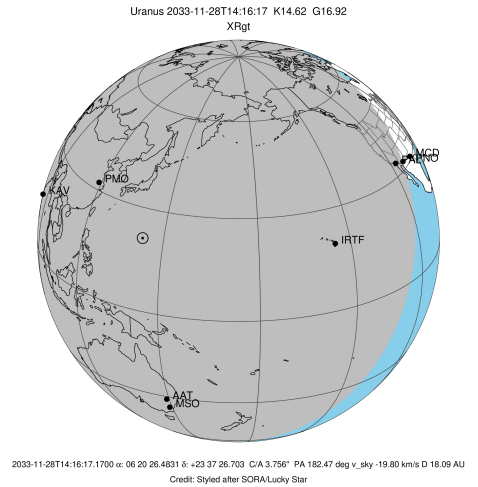 Uranus 2033-11-28T14:16:17 K14.62 G16.92
XRgt
MCD
APNO
PMO
KAV
IRTF
AAT
MSO
2033-11-28T14:16:17.1700 α: 06 20 26.4831 δ: +23 37 26.703 C/A 3.756" PA 182.47 deg v_sky -19.80 km/s D 18.09 AU
Credit: Styled after SORA/Lucky Star